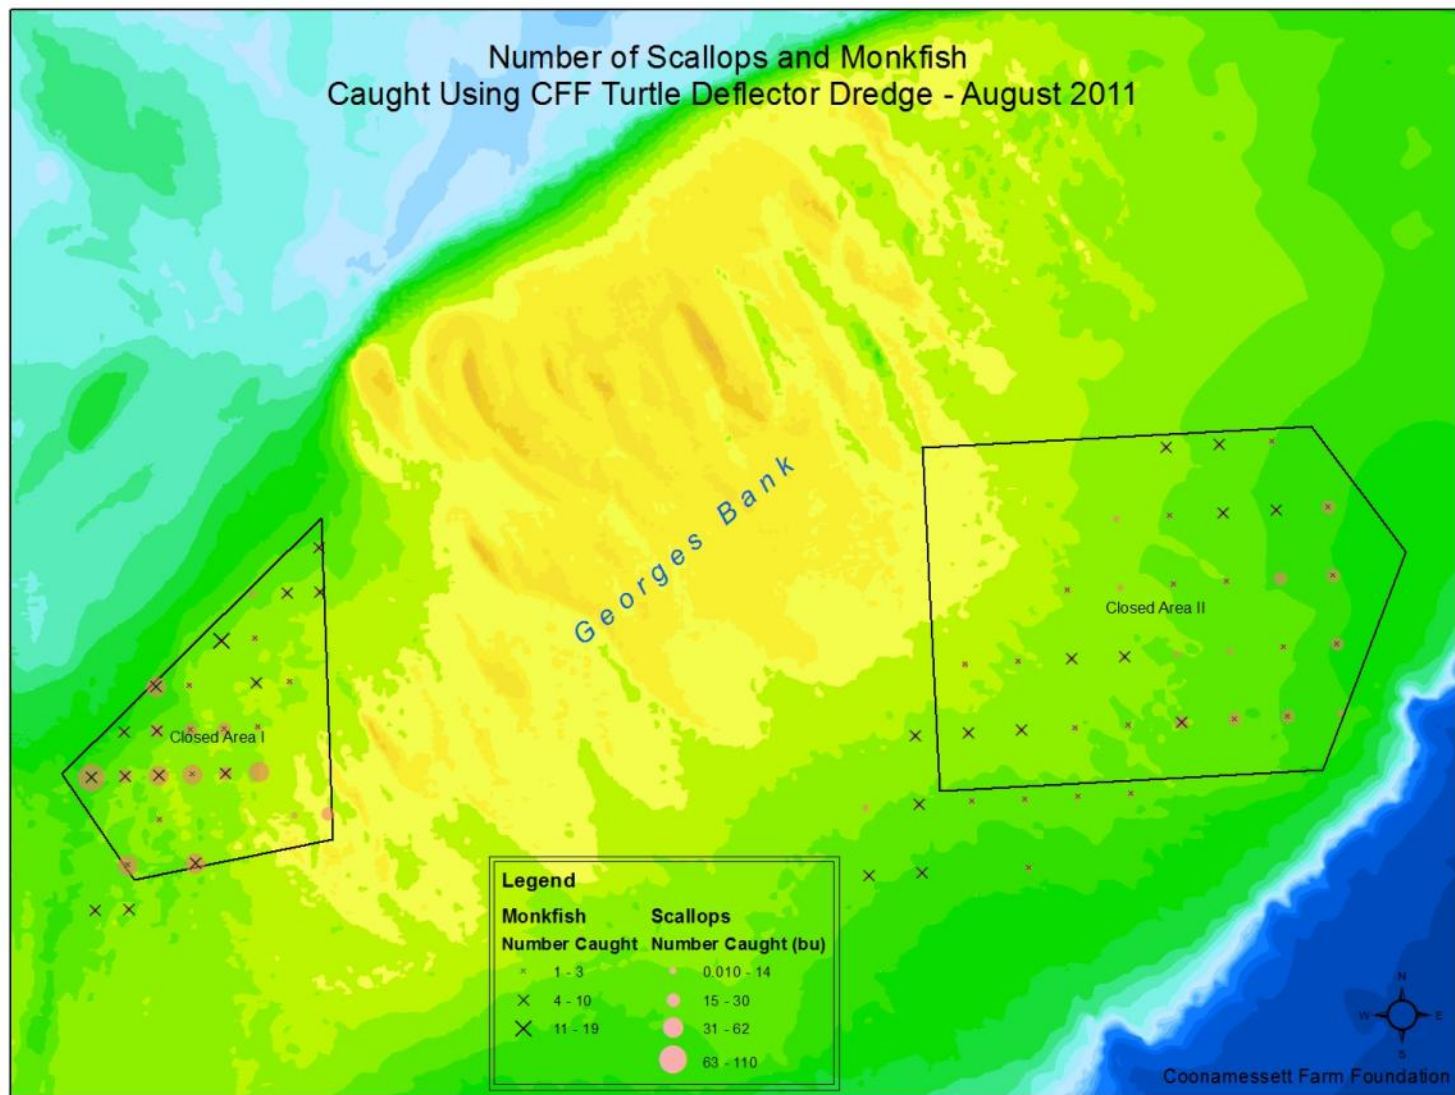 Number of Scallops and Monkfish
Caught Using CFF Turtle Deflector Dredge - August 2011
Georges Bank
Closed Area II
Closed Area I
Legend
Monkfish Scallops
Number Caught Number Caught (bu)
1 - 3 0.010 - 14
4 - 10 15 - 30
11 - 19 31 - 62
63 - 110
N
W E
S
Coonamessett Farm Foundation